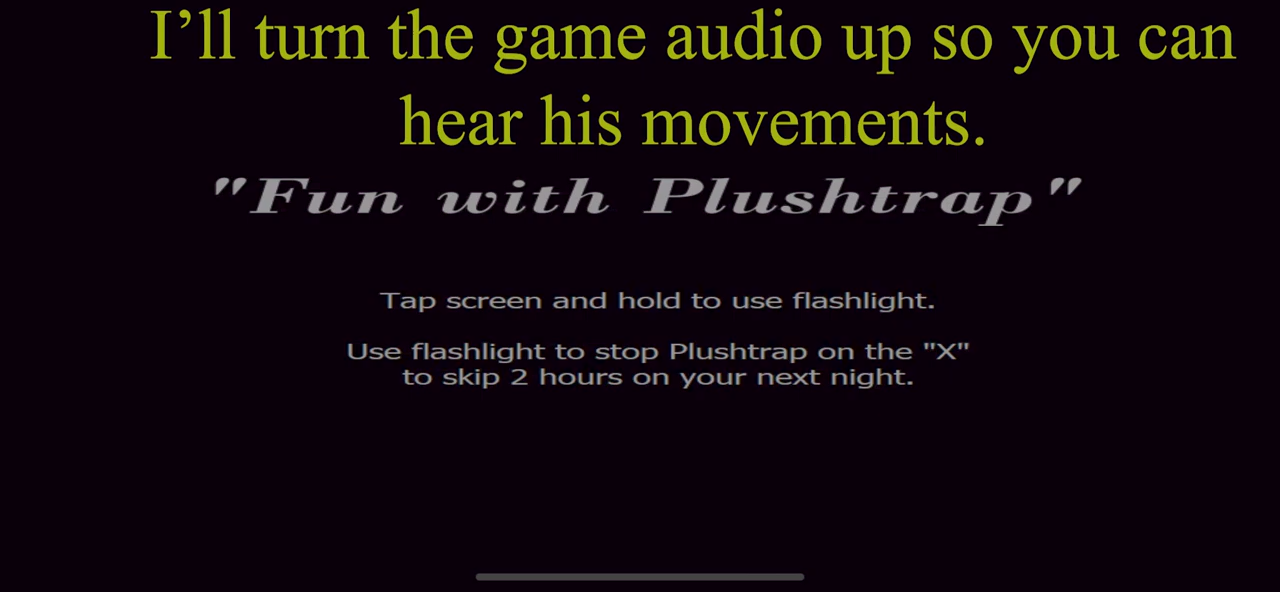 I’ll turn the game audio up so you can
hear his movements.
"Fun with Plushtrap"
Tap screen and hold to use flashlight.
Use flashlight to stop Plushtrap on the "X"
to skip 2 hours on your next night.